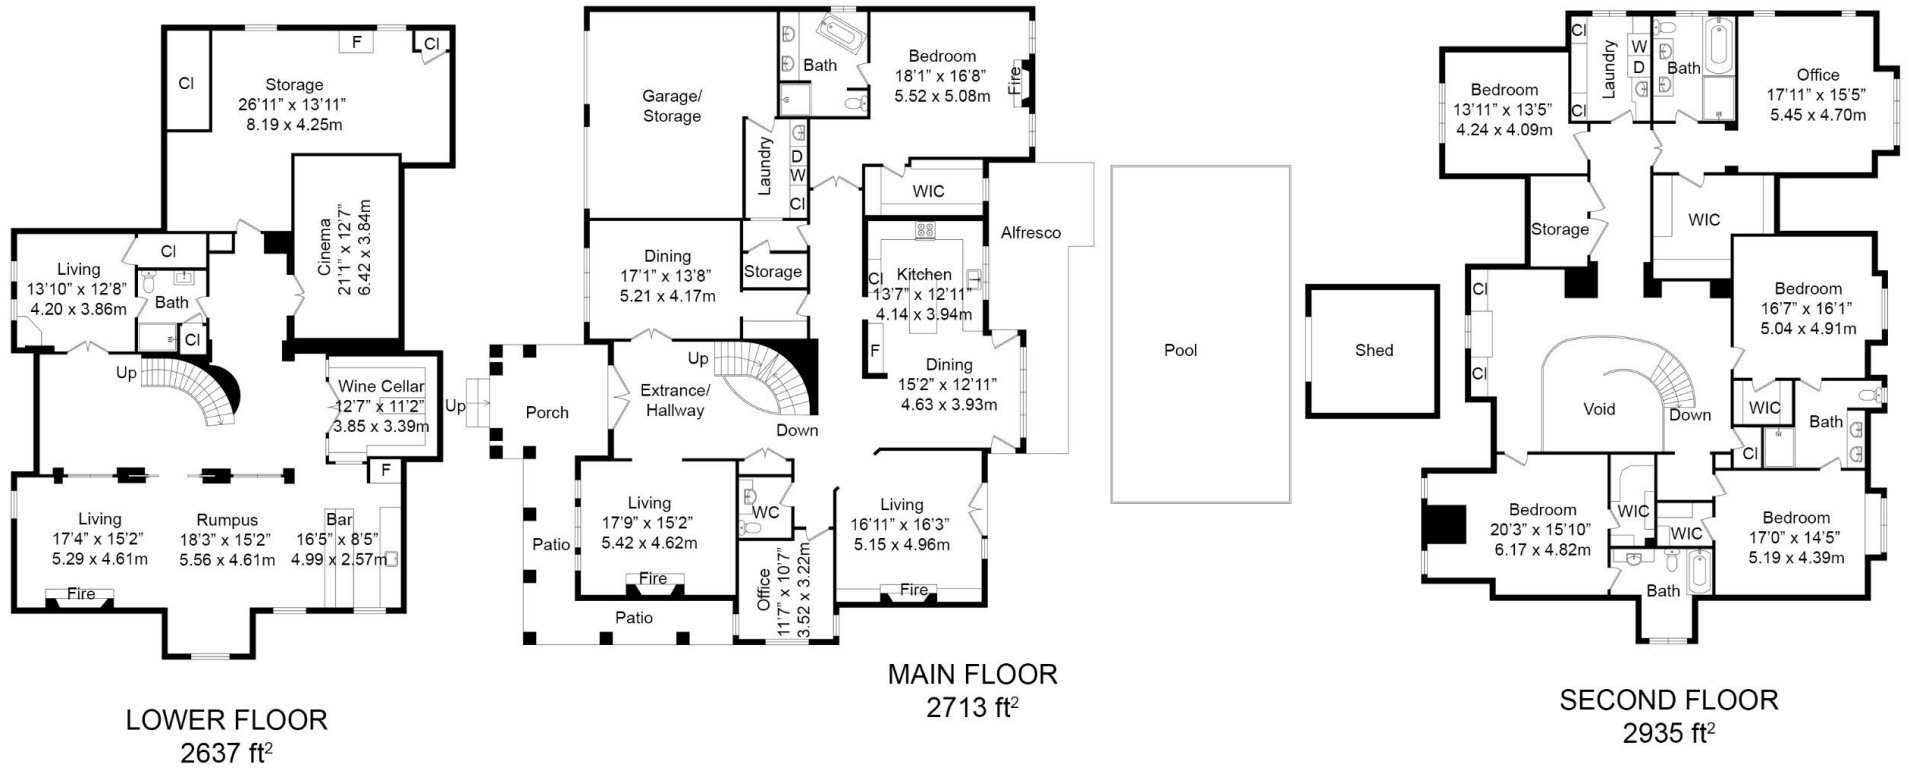 F
Cl
Cl
Storage
26'11" x 13'11"
8.19 x 4.25m
Cinema
21'1" x 12'7"
6.42 x 3.84m
Cl
Living
13'10" x 12'8"
4.20 x 3.86m
Bath
Cl
Up
Wine Cellar
12'7" x 11'2"
3.85 x 3.39m
F
Living
17'4" x 15'2"
5.29 x 4.61m
Rumpus
18'3" x 15'2"
5.56 x 4.61m
Bar
16'5" x 8'5"
4.99 x 2.57m
Fire
LOWER FLOOR
2637 ft²
Garage/
Storage
Bath
Bedroom
18'1" x 16'8"
5.52 x 5.08m
Fire
Laundry
D
W
Cl
WIC
Alfresco
Dining
17'1" x 13'8"
5.21 x 4.17m
Storage
Cl
Kitchen
13'7" x 12'11"
4.14 x 3.94m
F
Up
Entrance/
Hallway
Dining
15'2" x 12'11"
4.63 x 3.93m
Up
Porch
Down
Living
17'9" x 15'2"
5.42 x 4.62m
WC
Living
16'11" x 16'3"
5.15 x 4.96m
Patio
Fire
Office
11'7" x 10'7"
3.52 x 3.22m
Fire
Patio
MAIN FLOOR
2713 ft²
Pool
Shed
Cl
Laundry
W
D
Cl
Bath
Office
17'11" x 15'5"
5.45 x 4.70m
Bedroom
13'11" x 13'5"
4.24 x 4.09m
Storage
WIC
Cl
Bedroom
16'7" x 16'1"
5.04 x 4.91m
Cl
Void
Down
WIC
Bath
Cl
Bedroom
20'3" x 15'10"
6.17 x 4.82m
WIC
WIC
Bedroom
17'0" x 14'5"
5.19 x 4.39m
Bath
SECOND FLOOR
2935 ft²